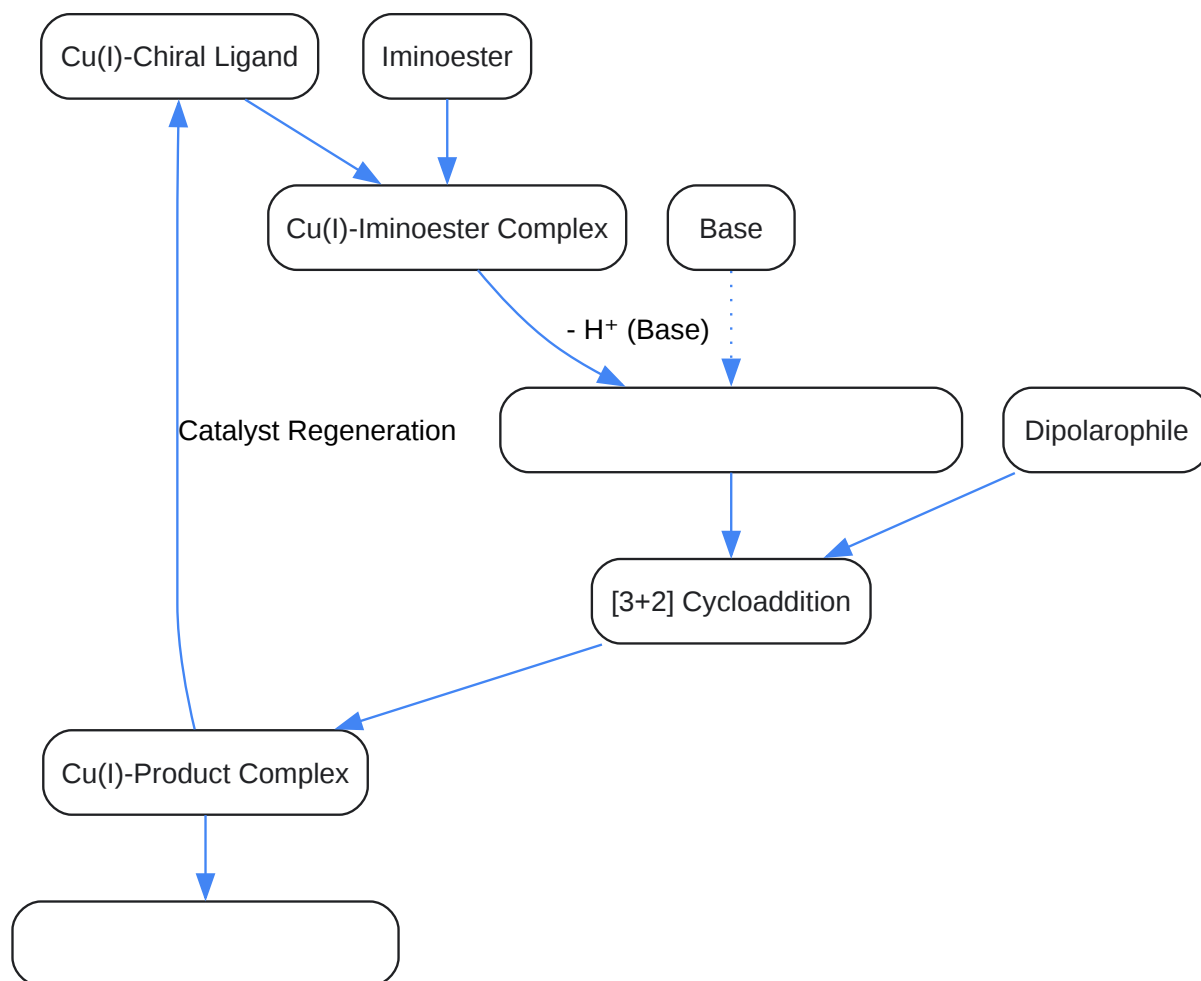 Cu(I)-Chiral Ligand
Iminoester
Cu(I)-Iminoester Complex
Base
- H⁺ (Base)
Catalyst Regeneration
Dipolarophile
[3+2] Cycloaddition
Cu(I)-Product Complex